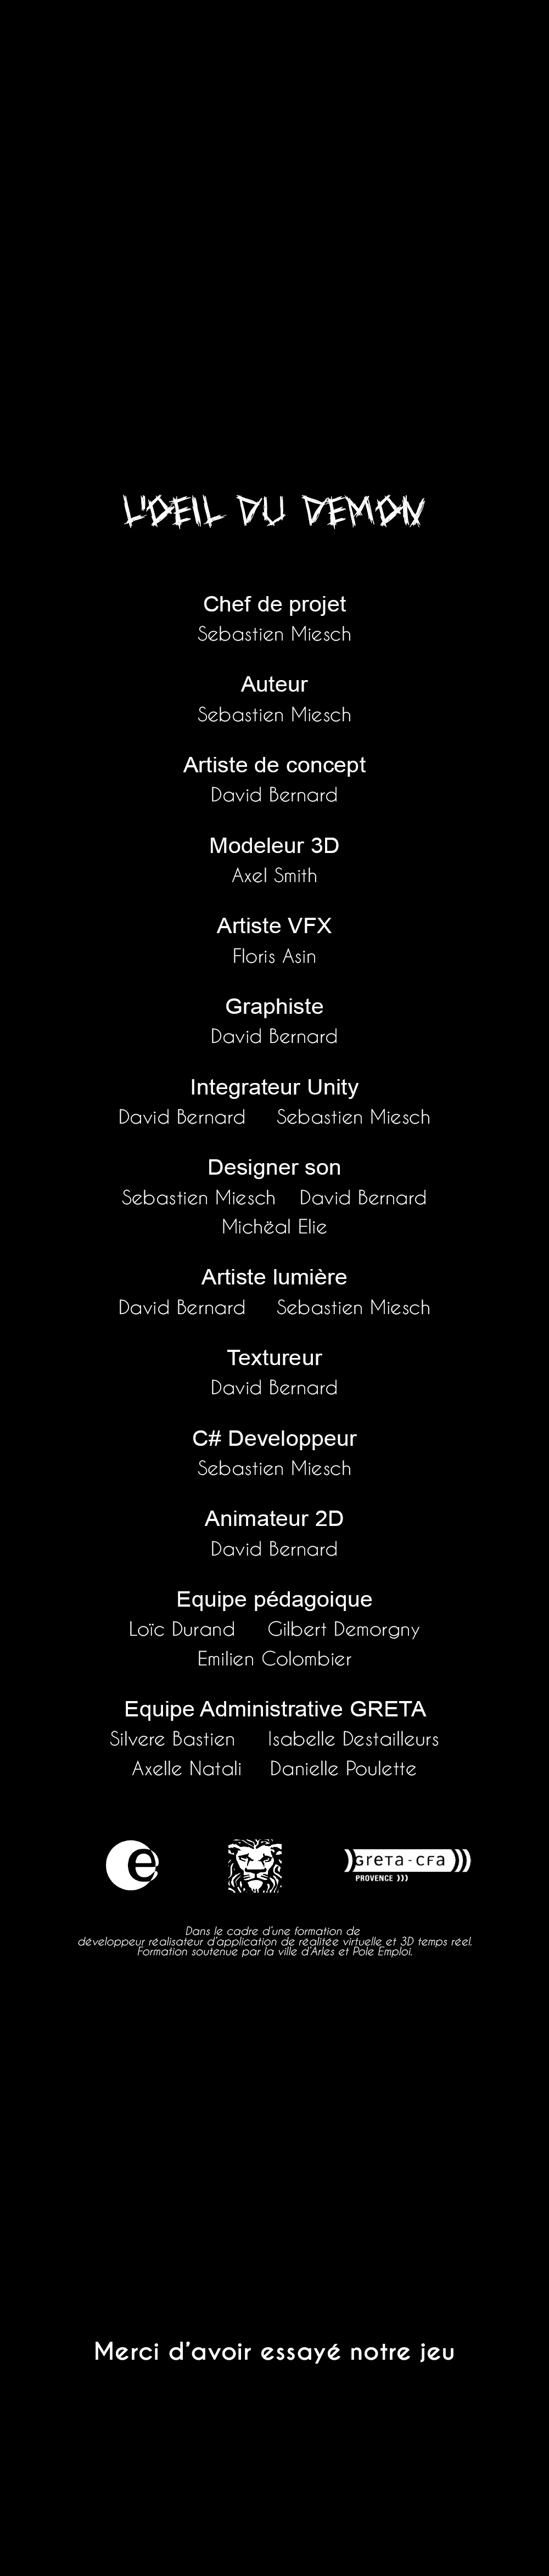 L'OEIL DU DEMON
Chef de projet
Sebastien Miesch
Auteur
Sebastien Miesch
Artiste de concept
David Bernard
Modeleur 3D
Axel Smith
Artiste VFX
Floris Asin
Graphiste
David Bernard
Integrateur Unity
David Bernard Sebastien Miesch
Designer son
Sebastien Miesch David Bernard
Michëal Elie
Artiste lumière
David Bernard Sebastien Miesch
Textureur
David Bernard
C# Developpeur
Sebastien Miesch
Animateur 2D
David Bernard
Equipe pédagoique
Loïc Durand Gilbert Demorgny
Emilien Colombier
Equipe Administrative GRETA
Silvere Bastien Isabelle Destailleurs
Axelle Natali Danielle Poulette
e
GRETA-CFA
PROVENCE )))
Dans le cadre d'une formation de
développeur réalisateur d'application de réalitée virtuelle et 3D temps réel.
Formation soutenue par la ville d'Arles et Pole Emploi.
Merci d'avoir essayé notre jeu